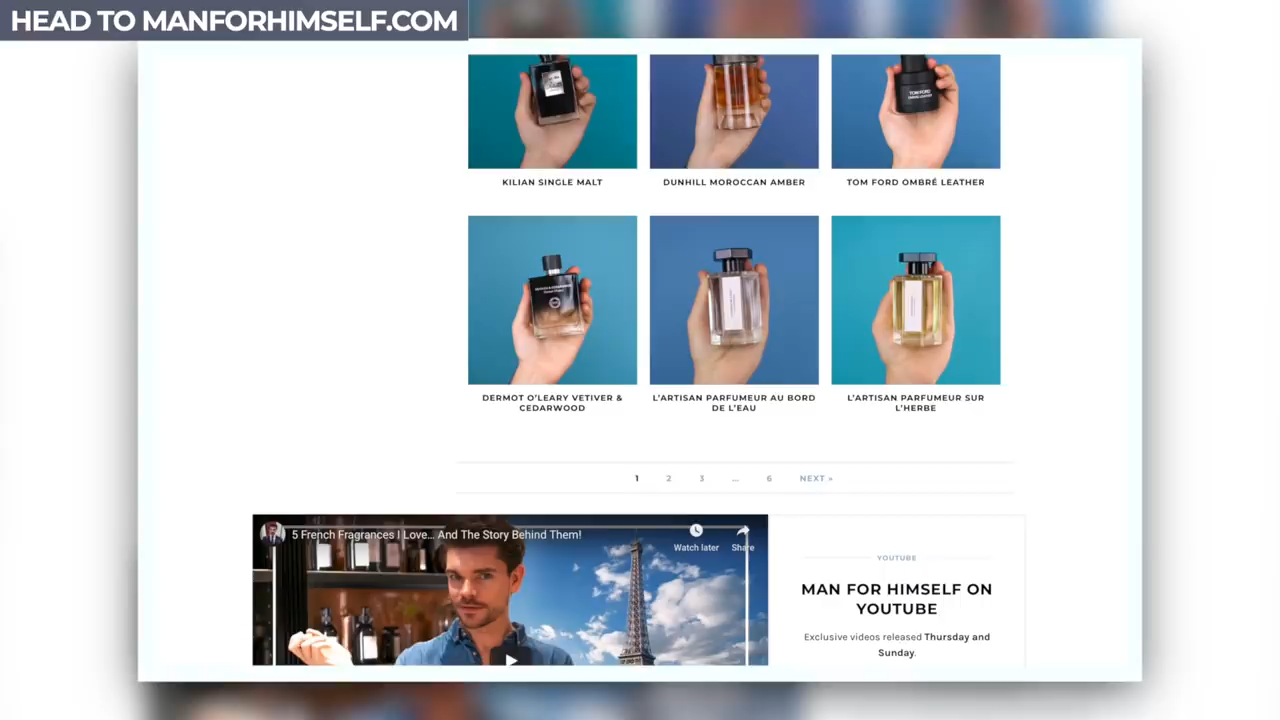 HEAD TO MANFORHIMSELF.COM
TOM FORD
KILIAN SINGLE MALT
DUNHILL MOROCCAN AMBER
TOM FORD OMBRÉ LEATHER
DERMOT O'LEARY VETIVER &
CEDARWOOD
L'ARTISAN PARFUMEUR AU BORD
DE L'EAU
L'ARTISAN PARFUMEUR SUR
L'HERBE
1 2 3 … 6 NEXT »
5 French Fragrances I Love... And The Story Behind Them!
Watch later
Share
YOUTUBE
MAN FOR HIMSELF ON
YOUTUBE
Exclusive videos released Thursday and
Sunday.